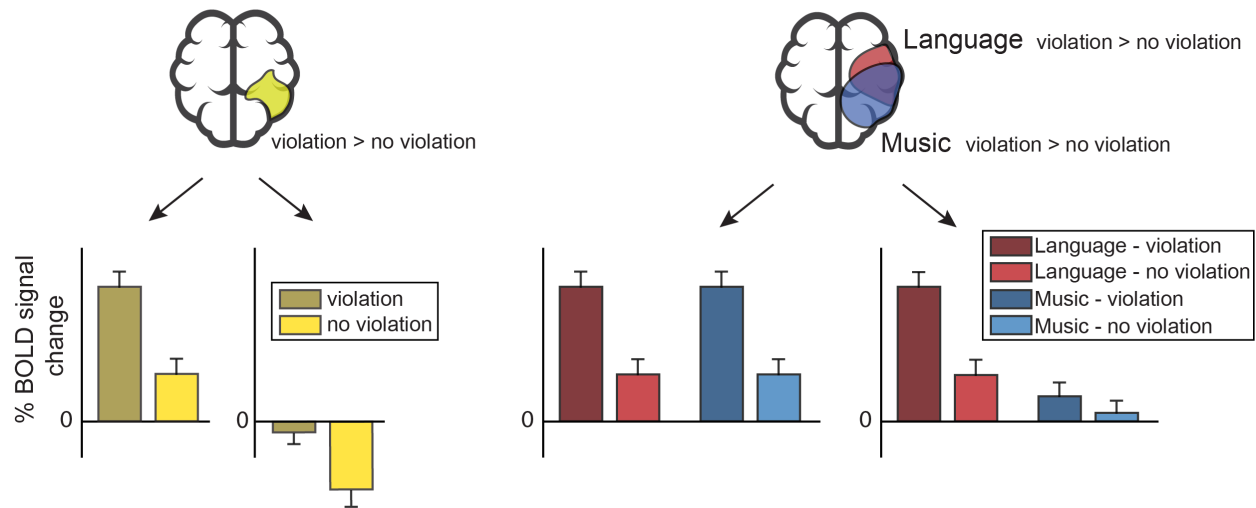 violation > no violation
Language violation > no violation
Music violation > no violation
% BOLD signal
change
0
0
violation
no violation
0
0
Language - violation
Language - no violation
Music - violation
Music - no violation